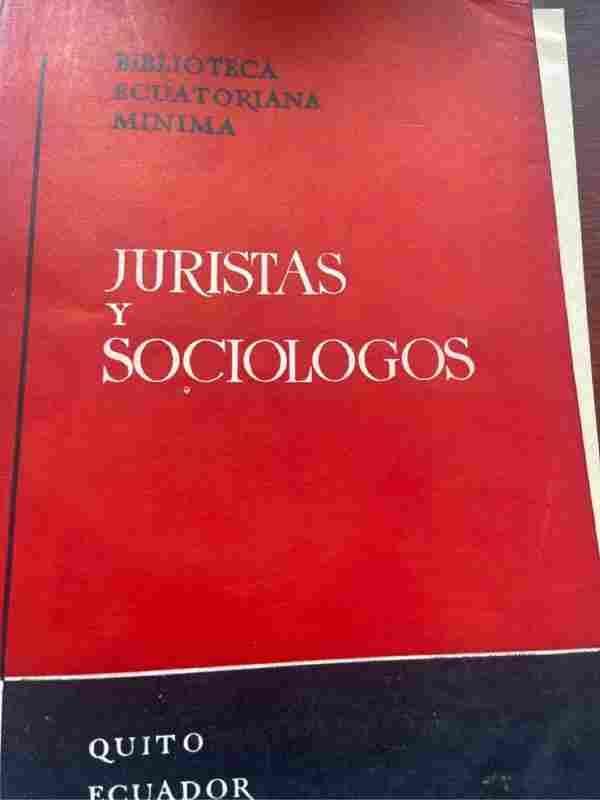 BIBLIOTECA
ECUATORIANA
MINIMA
JURISTAS
Y
SOCIOLOGOS
QUITO
ECUADOR